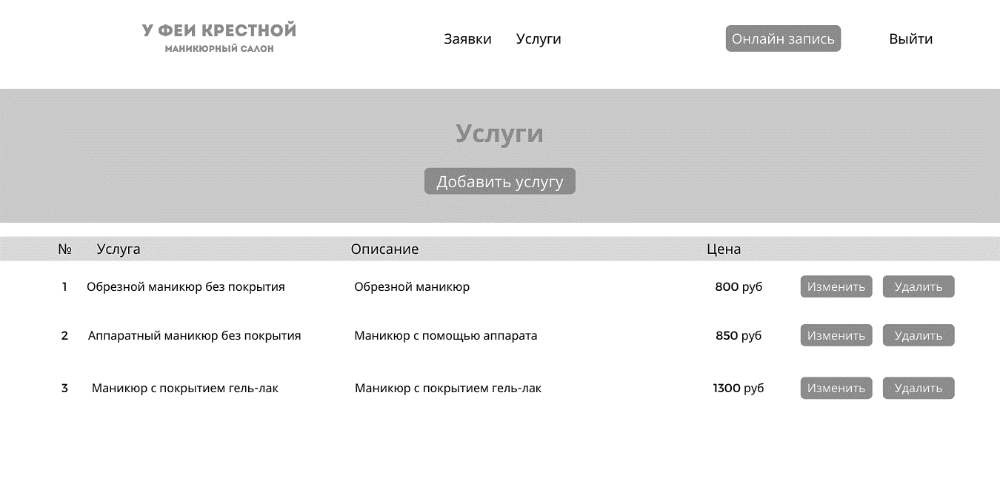 У ФЕИ КРЕСТНОЙ
МАНИКЮРНЫЙ САЛОН
Заявки Услуги Онлайн запись Выйти
Услуги
Добавить услугу
№ Услуга Описание Цена
1 Обрезной маникюр без покрытия Обрезной маникюр 800 руб Изменить Удалить
2 Аппаратный маникюр без покрытия Маникюр с помощью аппарата 850 руб Изменить Удалить
3 Маникюр с покрытием гель-лак Маникюр с покрытием гель-лак 1300 руб Изменить Удалить